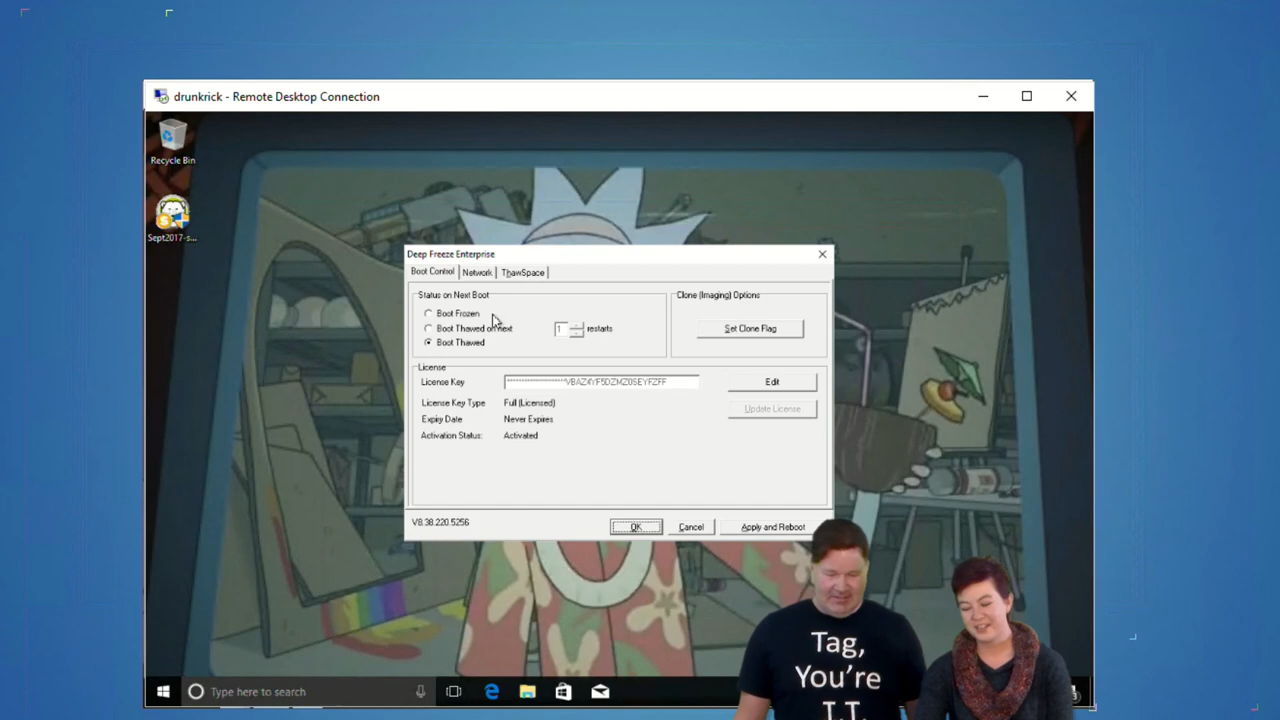 drunkrick - Remote Desktop Connection
Recycle Bin
Sept2017-s...
Deep Freeze Enterprise
Boot Control Network ThawSpace
Status on Next Boot
Boot Frozen
Boot Thawed on next 1 restarts
Boot Thawed
Clone (Imaging) Options
Set Clone Flag
License
License Key
Edit
License Key Type Full (Licensed)
Update License
Expiry Date Never Expires
Activation Status: Activated
V8.38.220.5256
OK Cancel Apply and Reboot
Tag,
You're
I.T.
Type here to search